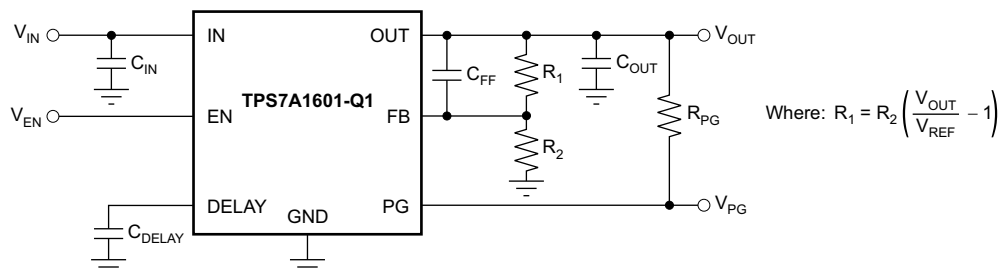 V_IN
IN
OUT
V_OUT
C_IN
C_FF
R_1
C_OUT
TPS7A1601-Q1
V_EN
EN
FB
R_PG
Where: R_1 = R_2 (V_OUT / V_REF − 1)
R_2
DELAY
GND
PG
V_PG
C_DELAY